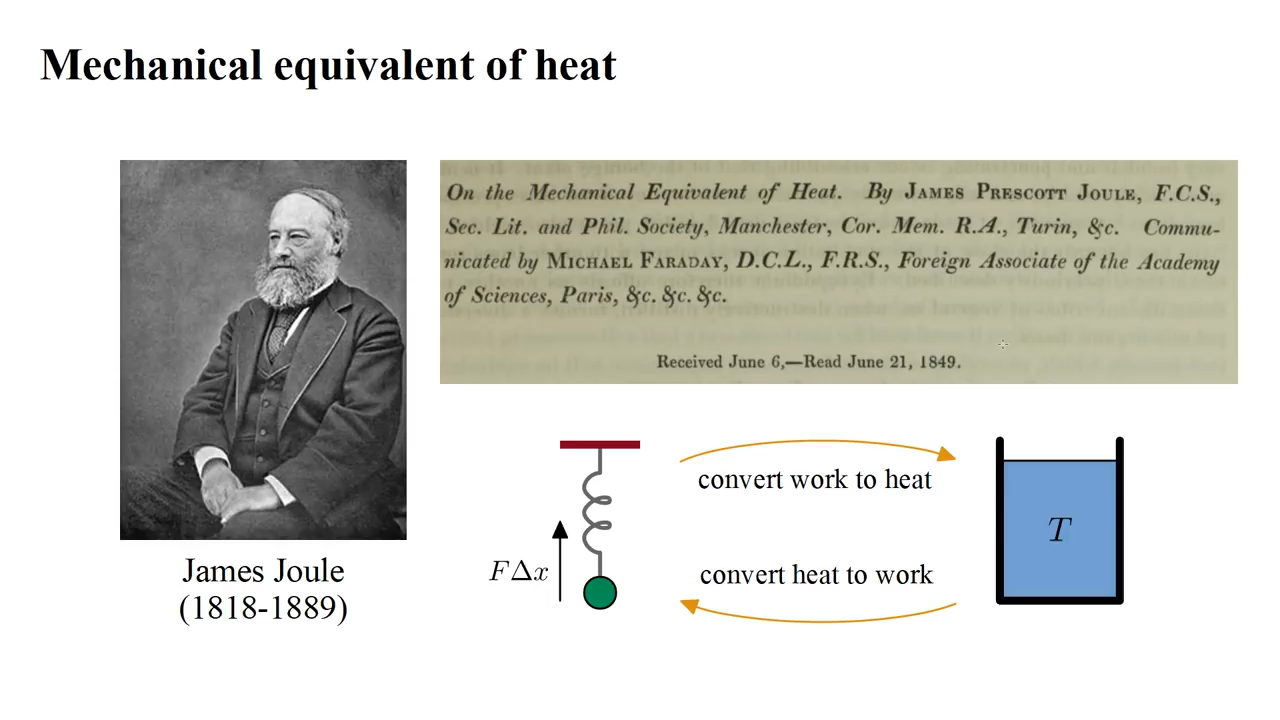 Mechanical equivalent of heat
On the Mechanical Equivalent of Heat. By JAMES PRESCOTT JOULE, F.C.S.,
Sec. Lit. and Phil. Society, Manchester, Cor. Mem. R.A., Turin, &c. Commu-
nicated by MICHAEL FARADAY, D.C.L., F.R.S., Foreign Associate of the Academy
of Sciences, Paris, &c. &c. &c.
Received June 6,—Read June 21, 1849.
James Joule
(1818-1889)
FΔx
convert work to heat
convert heat to work
T